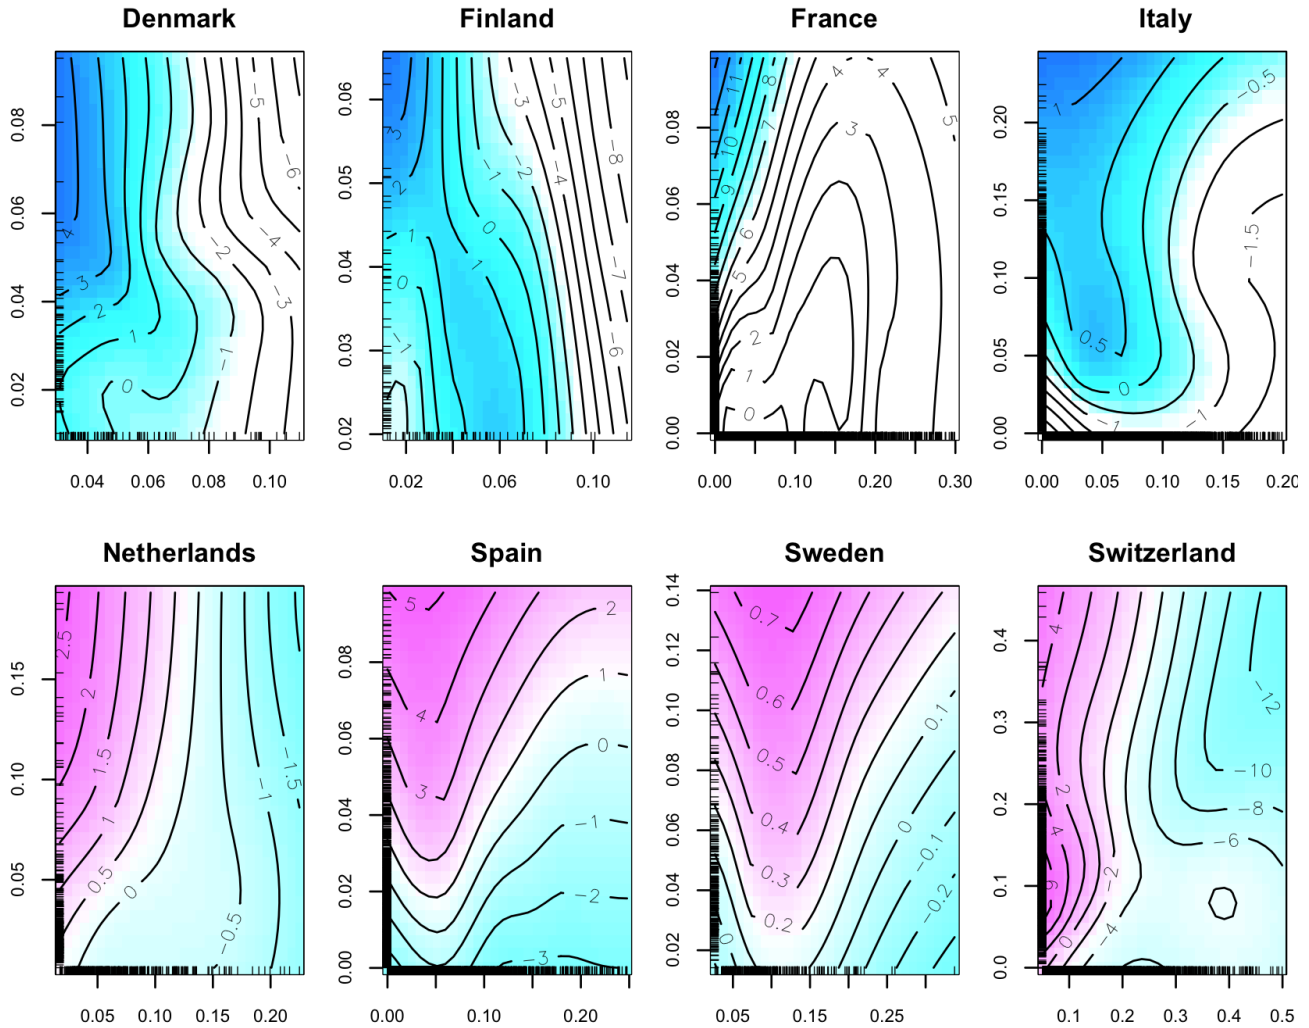 Denmark Finland France Italy
0.02 0.04 0.06 0.08
4 3 2 1 0 −1 −2 −3 −4 −5 −6
0.04 0.06 0.08 0.10
0.02 0.03 0.04 0.05 0.06
3 2 1 0 −1 −1 0 1 −2 −3 −4 −5 −6 −7 −8
0.02 0.06 0.10
0.00 0.02 0.04 0.06 0.08
11 10 9 8 7 6 5 4 4 3 2 1 0 5
0.00 0.10 0.20 0.30
0.00 0.05 0.10 0.15 0.20
1 0.5 0 −0.5 −1 −1 −1.5
0.00 0.05 0.10 0.15 0.20
Netherlands Spain Sweden Switzerland
0.05 0.10 0.15
2.5 2 1.5 1 0.5 0 −0.5 −1 −1.5
0.05 0.10 0.15 0.20
0.00 0.02 0.04 0.06 0.08
5 4 3 2 1 0 −1 −2 −3
0.00 0.10 0.20
0.02 0.04 0.06 0.08 0.10 0.12 0.14
0.7 0.6 0.5 0.4 0.3 0.2 0.1 0 0 −0.1 −0.2
0.05 0.15 0.25
0.0 0.1 0.2 0.3 0.4
4 2 4 6 0 −2 −4 −6 −8 −10 −12
0.1 0.2 0.3 0.4 0.5